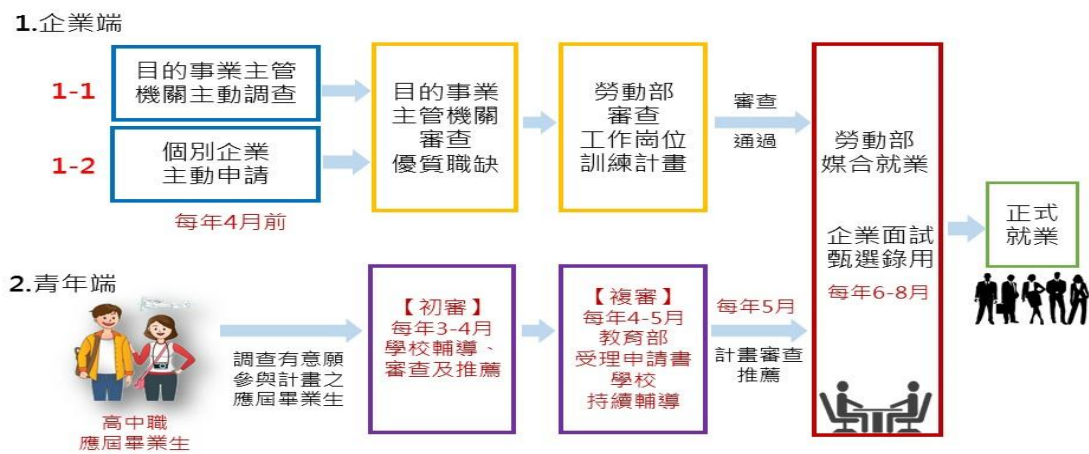 1.企業端
1-1
目的事業主管
機關主動調查
1-2
個別企業
主動申請
每年4月前
目的事業
主管機關
審查
優質職缺
勞動部
審查
工作崗位
訓練計畫
審查
通過
勞動部
媒合就業
企業面試
甄選錄用
每年6-8月
正式
就業
2.青年端
高中職
應屆畢業生
調查有意願
參與計畫之
應屆畢業生
【初審】
每年3-4月
學校輔導、
審查及推薦
【複審】
每年4-5月
教育部
受理申請書
學校
持續輔導
每年5月
計畫審查
推薦